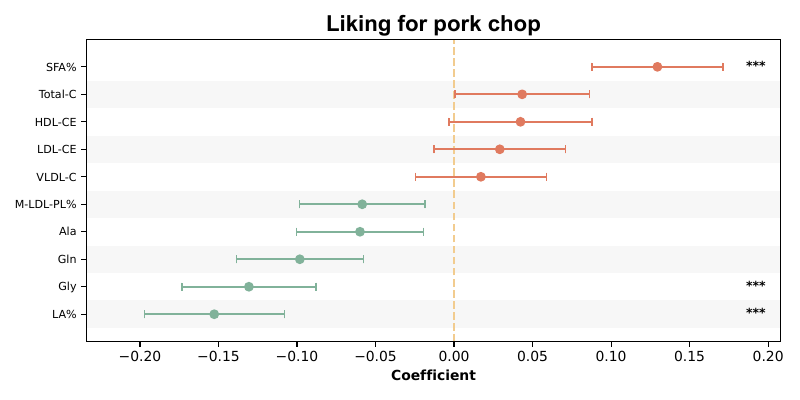 Liking for pork chop
SFA% ***
Total-C
HDL-CE
LDL-CE
VLDL-C
M-LDL-PL%
Ala
Gln
Gly ***
LA% ***
−0.20 −0.15 −0.10 −0.05 0.00 0.05 0.10 0.15 0.20
Coefficient